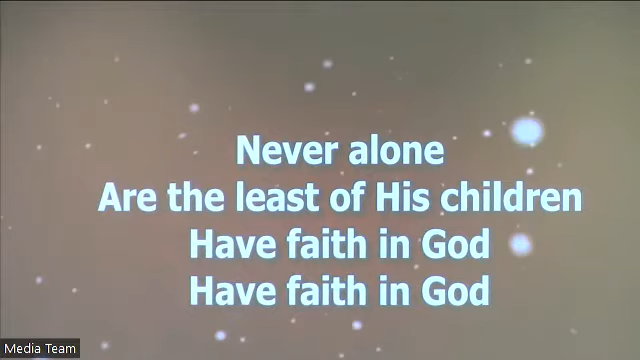 Never alone
Are the least of His children
Have faith in God
Have faith in God
Media Team